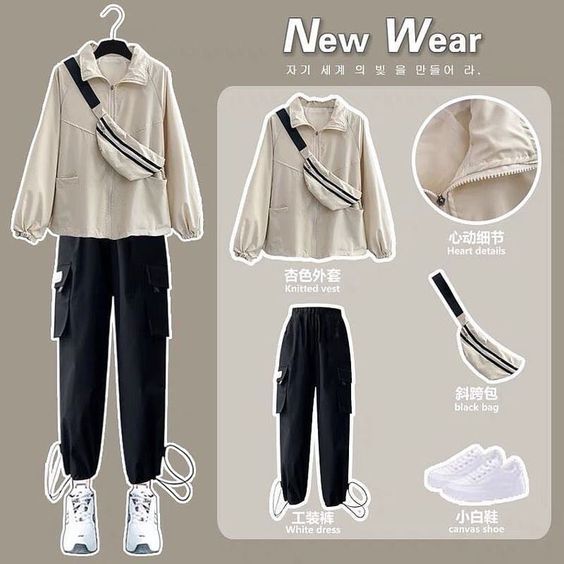 New Wear
자기 세계 의 빛 을 만들어 라.
心动细节
Heart details
杏色外套
Knitted vest
斜跨包
black bag
工装裤
White dress
小白鞋
canvas shoe